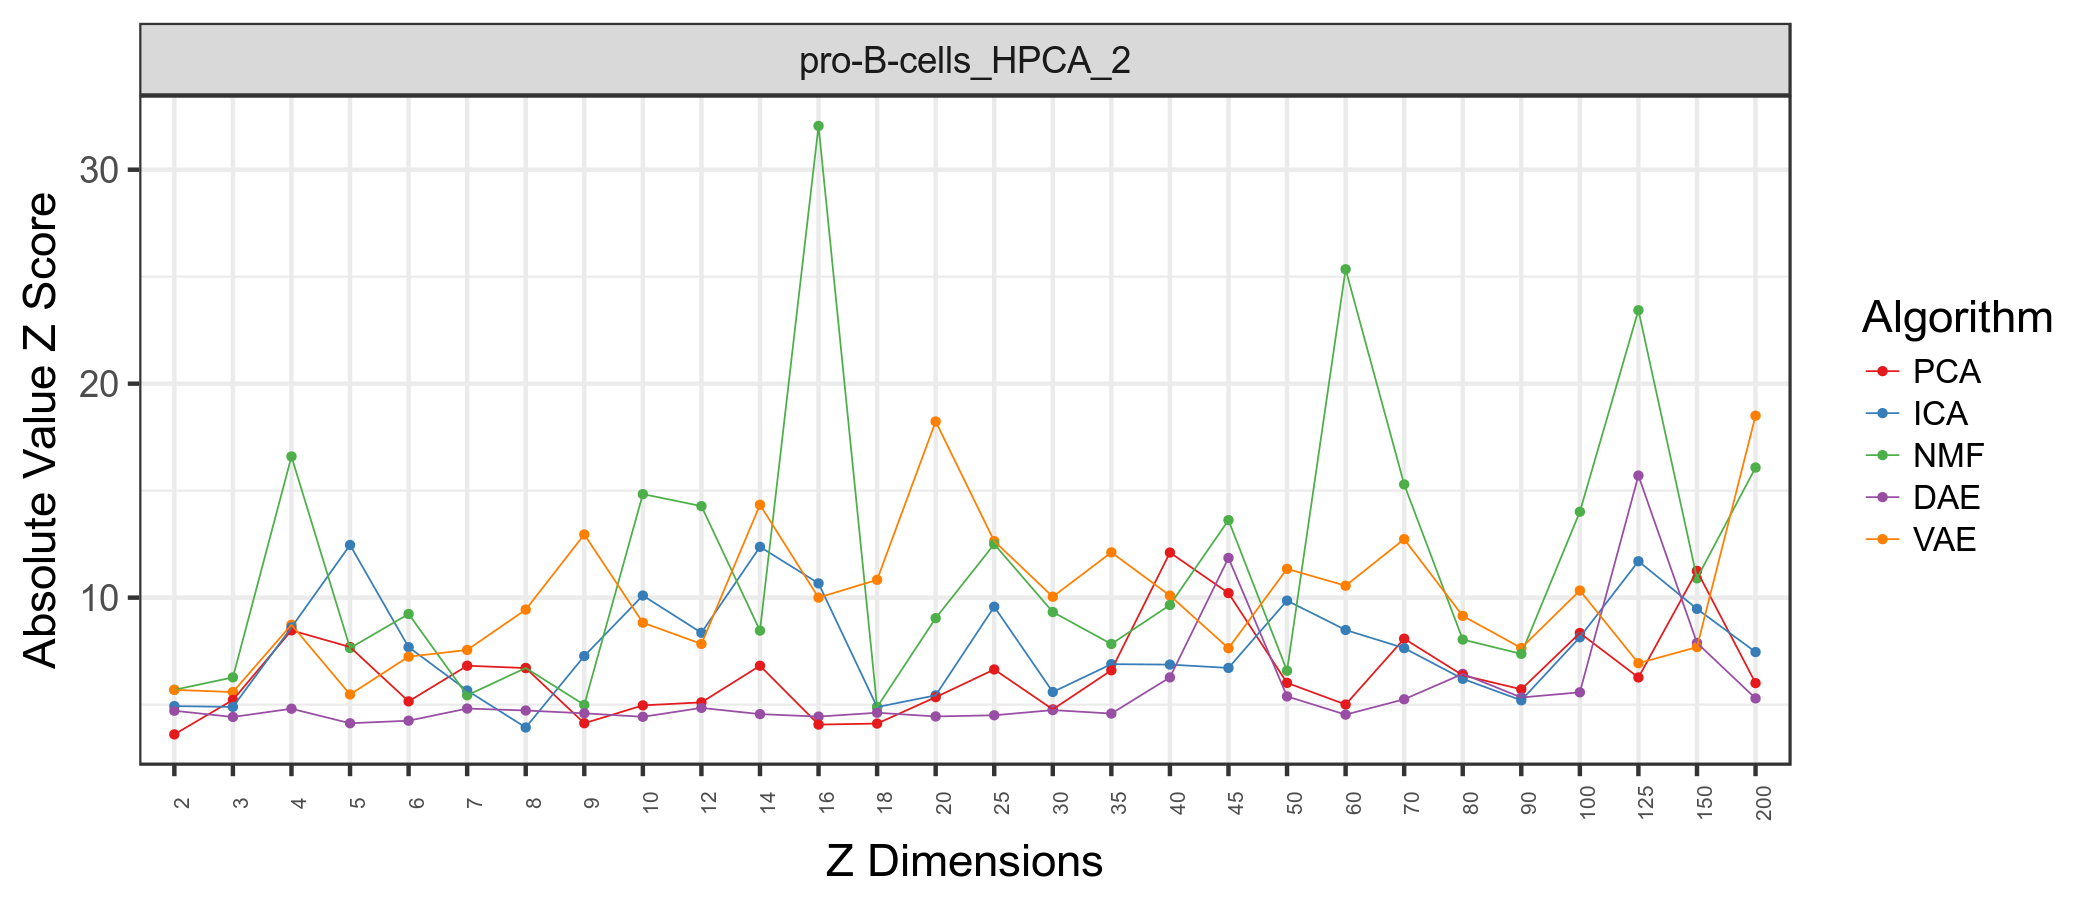 pro-B-cells_HPCA_2
Absolute Value Z Score
30
20
10
2 3 4 5 6 7 8 9 10 12 14 16 18 20 25 30 35 40 45 50 60 70 80 90 100 125 150 200
Z Dimensions
Algorithm
PCA
ICA
NMF
DAE
VAE